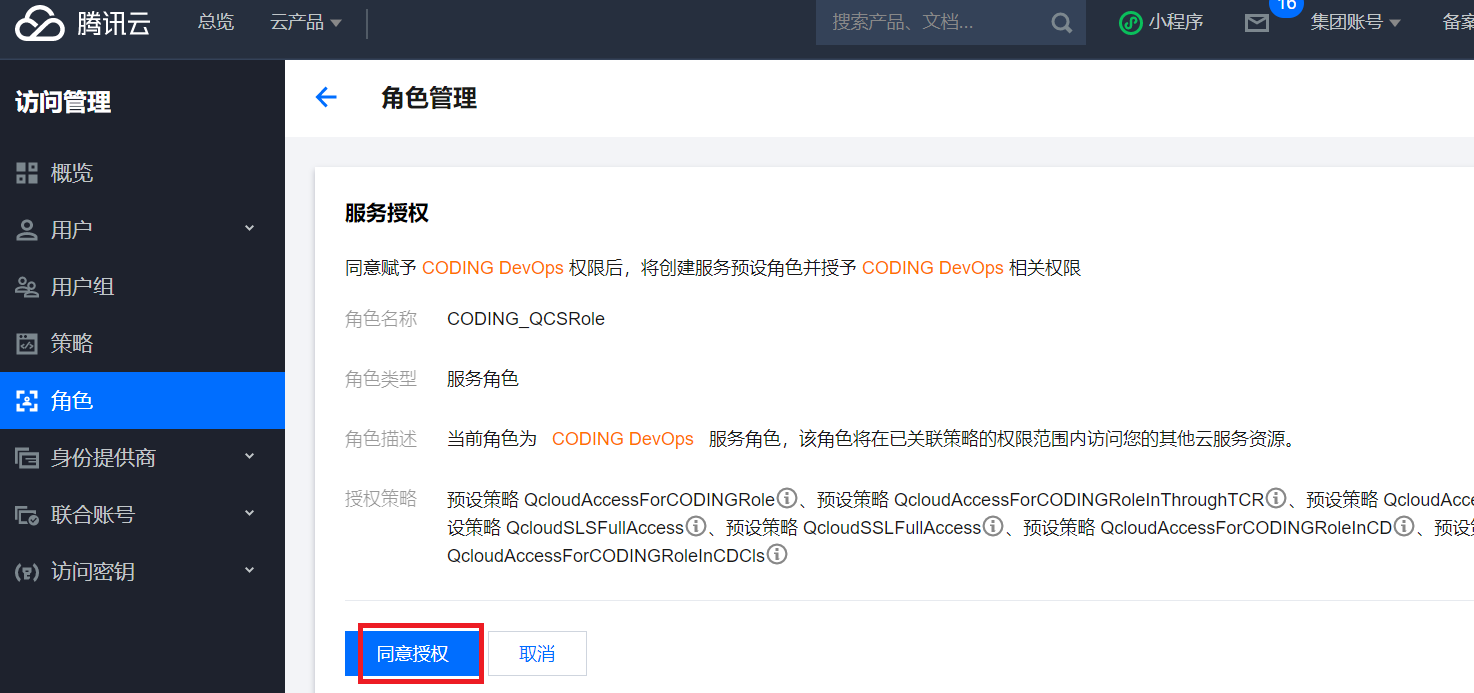 腾讯云 总览 云产品 搜索产品、文档... 小程序 16 集团账号 备案
访问管理
概览
用户
用户组
策略
角色
身份提供商
联合账号
访问密钥
角色管理
服务授权
同意赋予 CODING DevOps 权限后，将创建服务预设角色并授予 CODING DevOps 相关权限
角色名称 CODING_QCSRole
角色类型 服务角色
角色描述 当前角色为 CODING DevOps 服务角色，该角色将在已关联策略的权限范围内访问您的其他云服务资源。
授权策略 预设策略 QcloudAccessForCODINGRole、预设策略 QcloudAccessForCODINGRoleInThroughTCR、预设策略 QcloudAcce
设策略 QcloudSLSFullAccess、预设策略 QcloudSSLFullAccess、预设策略 QcloudAccessForCODINGRoleInCD、预设
QcloudAccessForCODINGRoleInCDCls
同意授权 取消